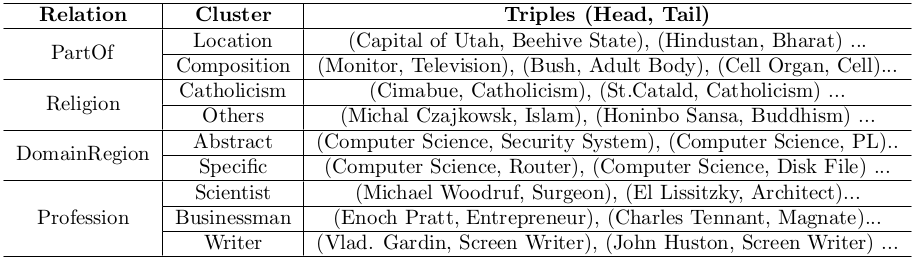 Relation Cluster Triples (Head, Tail)
PartOf Location (Capital of Utah, Beehive State), (Hindustan, Bharat) ...
Composition (Monitor, Television), (Bush, Adult Body), (Cell Organ, Cell)...
Religion Catholicism (Cimabue, Catholicism), (St.Catald, Catholicism) ...
Others (Michal Czajkowsk, Islam), (Honinbo Sansa, Buddhism) ...
DomainRegion Abstract (Computer Science, Security System), (Computer Science, PL)..
Specific (Computer Science, Router), (Computer Science, Disk File) ...
Profession Scientist (Michael Woodruf, Surgeon), (El Lissitzky, Architect)...
Businessman (Enoch Pratt, Entrepreneur), (Charles Tennant, Magnate)...
Writer (Vlad. Gardin, Screen Writer), (John Huston, Screen Writer) ...